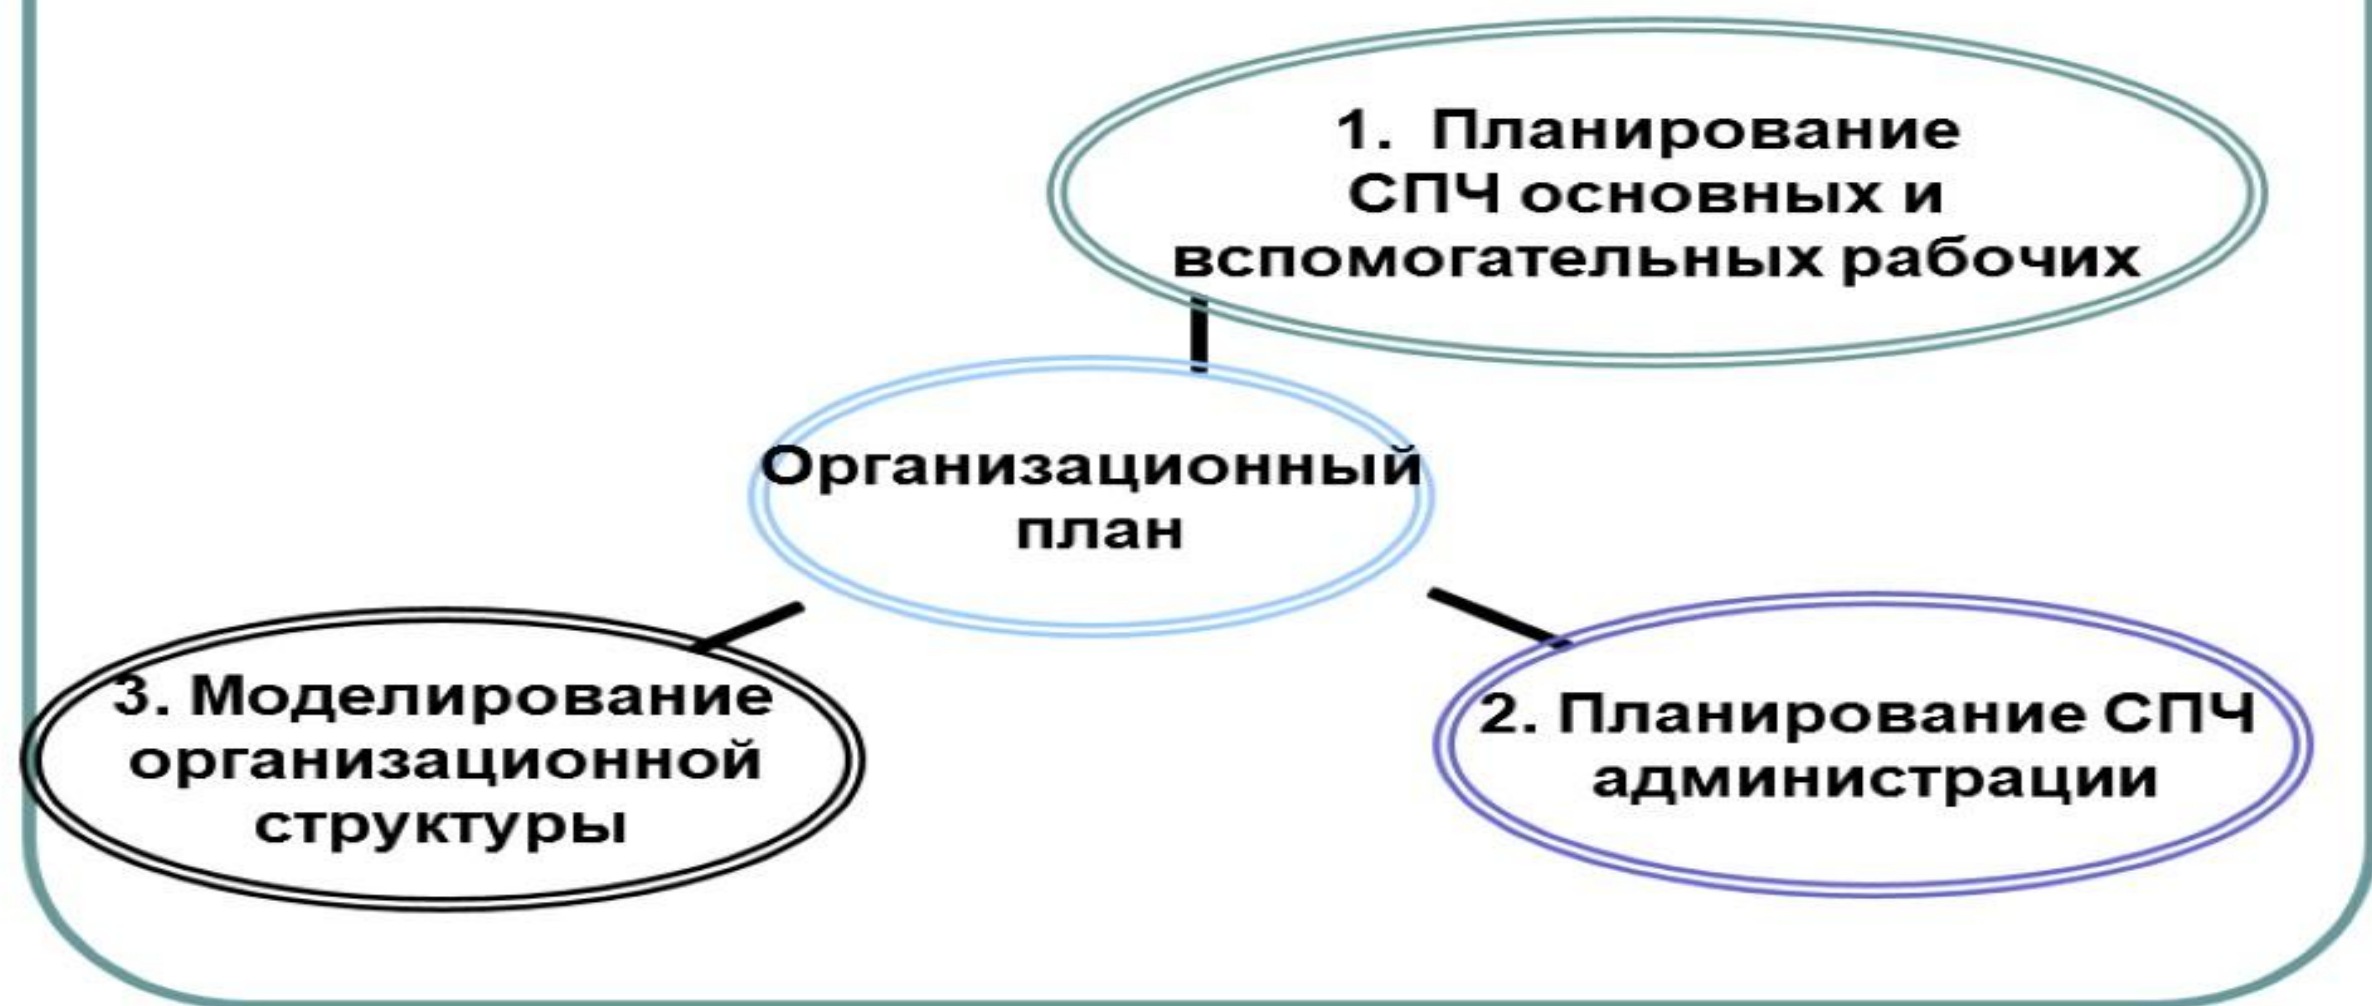 1. Планирование
СПЧ основных и
вспомогательных рабочих
Организационный
план
3. Моделирование
организационной
структуры
2. Планирование СПЧ
администрации